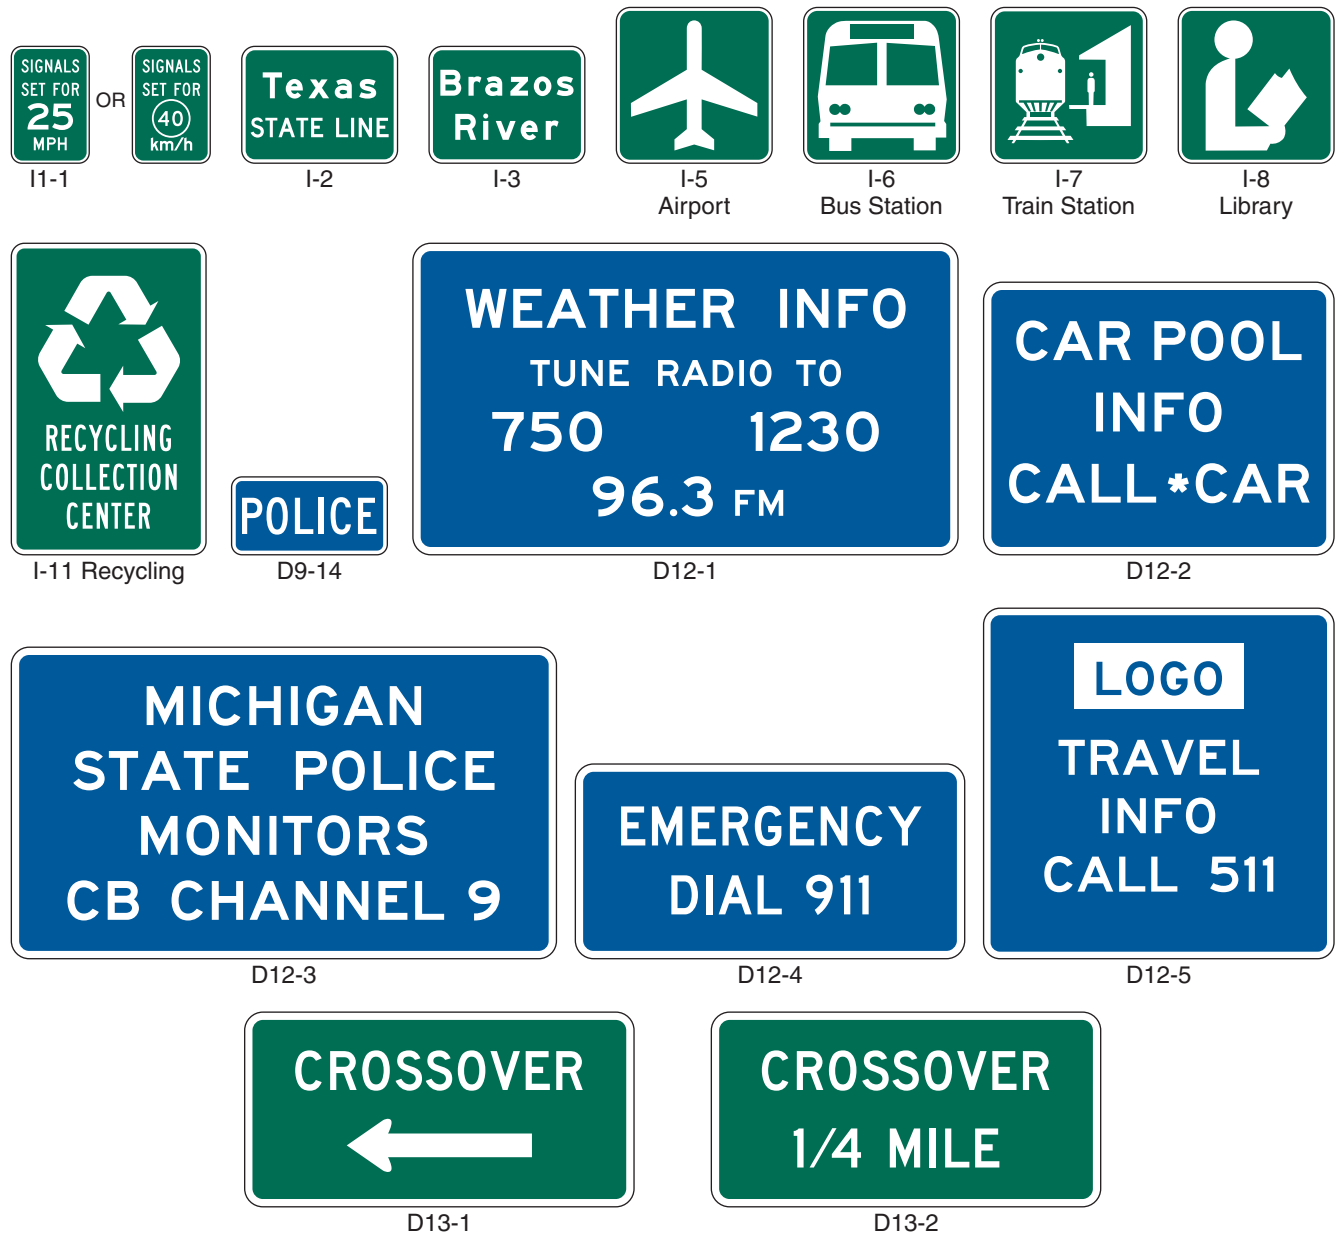 SIGNALS
SET FOR
25
MPH
OR
SIGNALS
SET FOR
40
km/h
I1-1
Texas
STATE LINE
I-2
Brazos
River
I-3
I-5
Airport
I-6
Bus Station
I-7
Train Station
I-8
Library
RECYCLING
COLLECTION
CENTER
I-11 Recycling
POLICE
D9-14
WEATHER INFO
TUNE RADIO TO
750 1230
96.3 FM
D12-1
CAR POOL
INFO
CALL *CAR
D12-2
MICHIGAN
STATE POLICE
MONITORS
CB CHANNEL 9
D12-3
EMERGENCY
DIAL 911
D12-4
LOGO
TRAVEL
INFO
CALL 511
D12-5
CROSSOVER
D13-1
CROSSOVER
1/4 MILE
D13-2